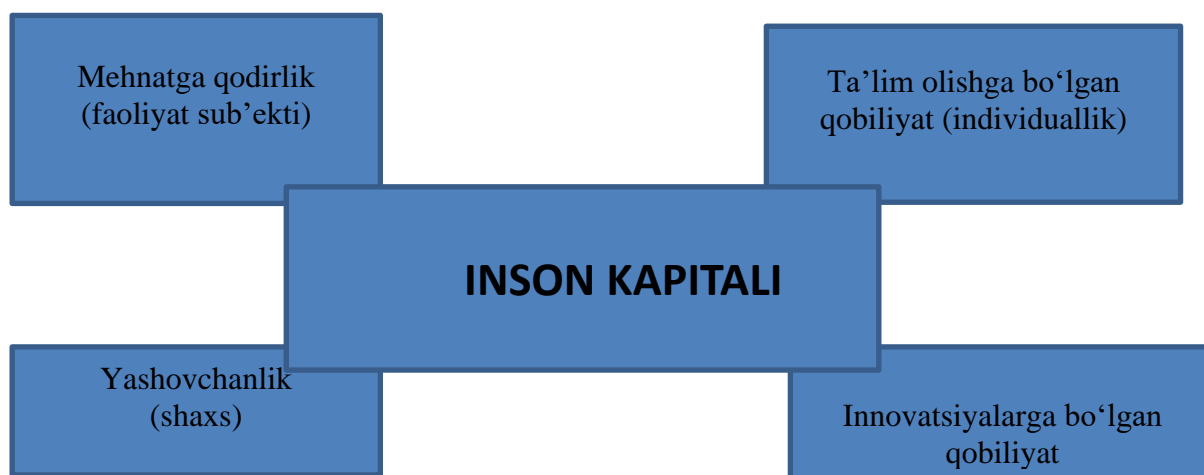 Mehnatga qodirlik
(faoliyat sub’ekti)
Ta’lim olishga bo‘lgan
qobiliyat (individuallik)
INSON KAPITALI
Yashovchanlik
(shaxs)
Innovatsiyalarga bo‘lgan
qobiliyat